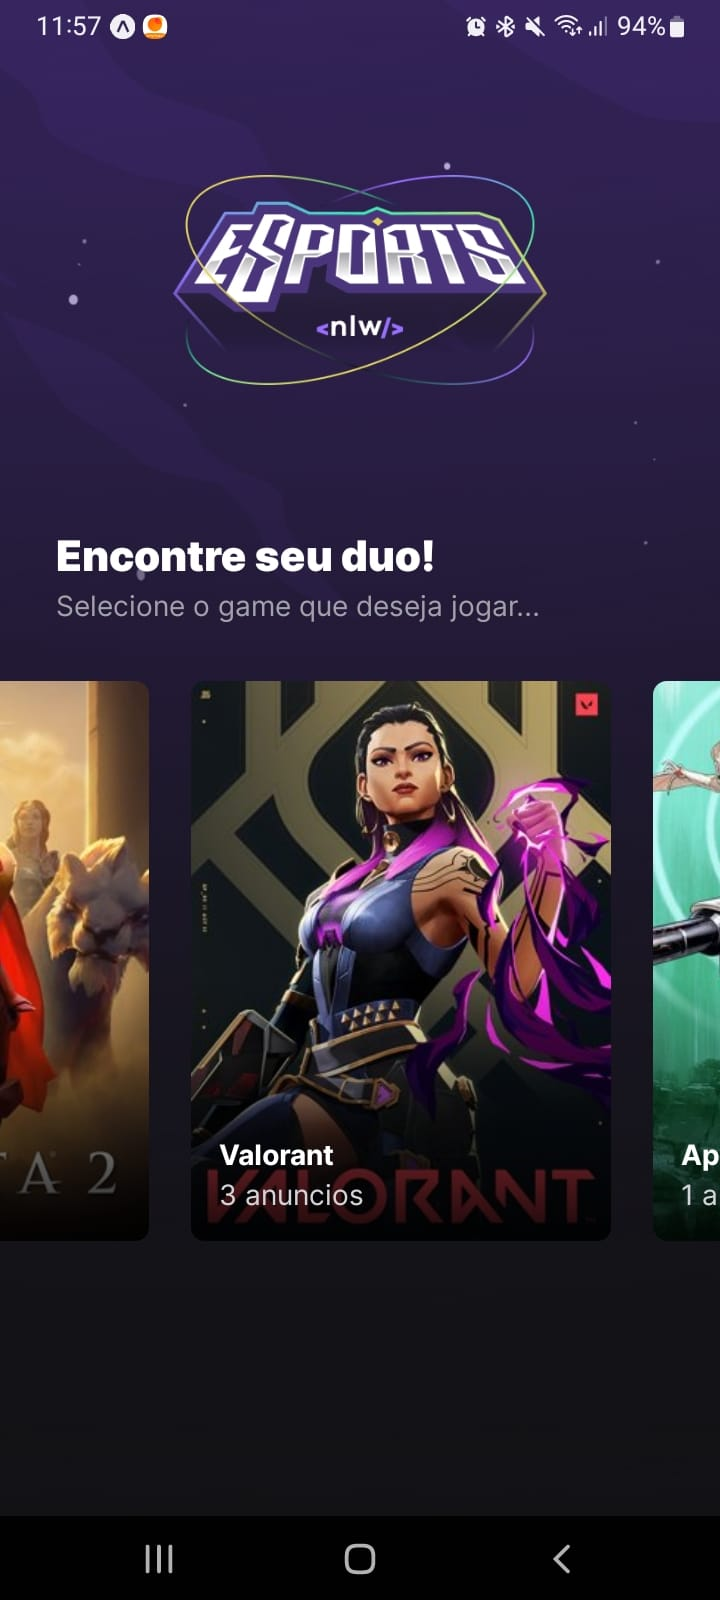 11:57
94%
ESPORTS
<nlw/>
Encontre seu duo!
Selecione o game que deseja jogar...
TA 2
Valorant
3 anuncios
VALORANT
Ap
1 a